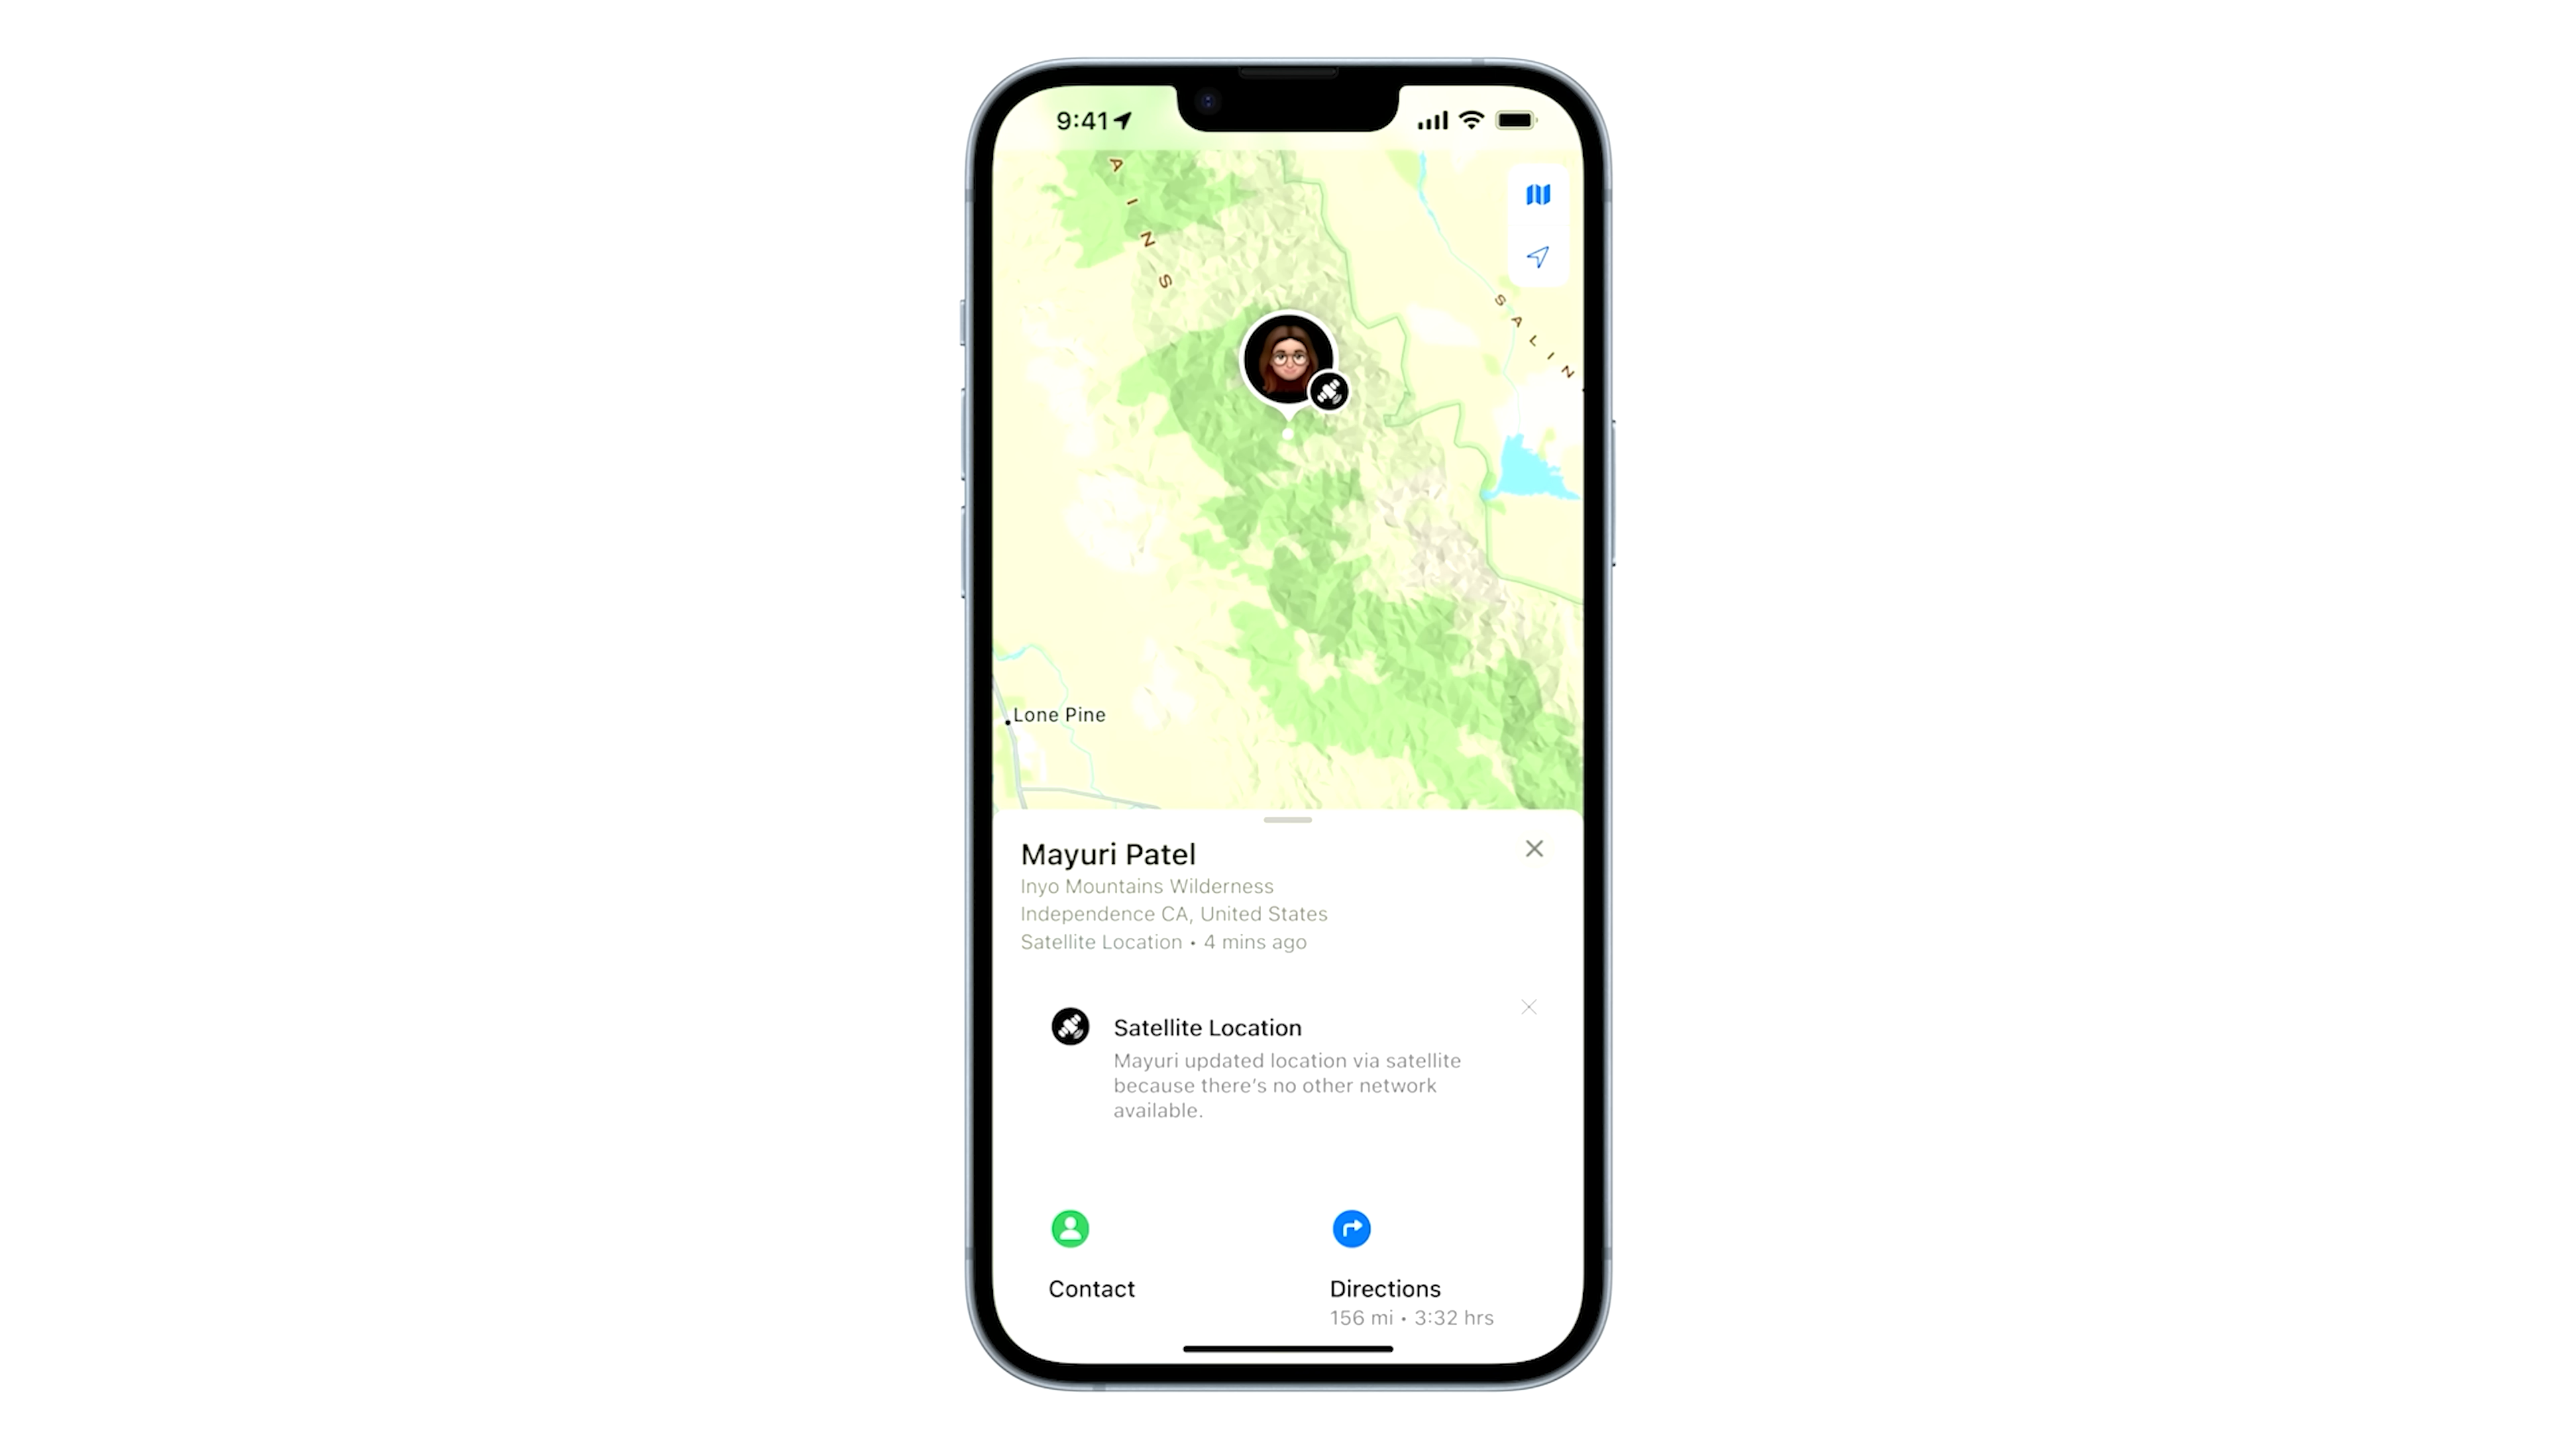 9:41
A I N S
S A L I N
Lone Pine
Mayuri Patel
Inyo Mountains Wilderness
Independence CA, United States
Satellite Location • 4 mins ago
Satellite Location
Mayuri updated location via satellite
because there's no other network
available.
Contact
Directions
156 mi • 3:32 hrs